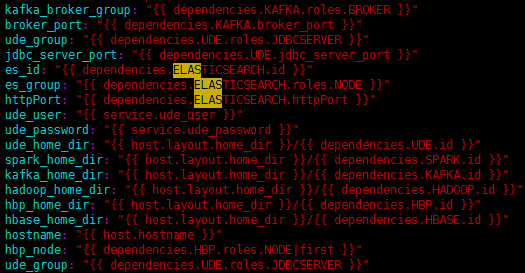 kafka_broker_group: "{{ dependencies.KAFKA.roles.BROKER }}"
broker_port: "{{ dependencies.KAFKA.broker_port }}"
ude_group: "{{ dependencies.UDE.roles.JDBCSERVER }}"
jdbc_server_port: "{{ dependencies.UDE.jdbc_server_port }}"
es_id: "{{ dependencies.ELASTICSEARCH.id }}"
es_group: "{{ dependencies.ELASTICSEARCH.roles.NODE }}"
httpPort: "{{ dependencies.ELASTICSEARCH.httpPort }}"
ude_user: "{{ service.ude_user }}"
ude_password: "{{ service.ude_password }}"
ude_home_dir: "{{ host.layout.home_dir }}/{{ dependencies.UDE.id }}"
spark_home_dir: "{{ host.layout.home_dir }}/{{ dependencies.SPARK.id }}"
kafka_home_dir: "{{ host.layout.home_dir }}/{{ dependencies.KAFKA.id }}"
hadoop_home_dir: "{{ host.layout.home_dir }}/{{ dependencies.HADOOP.id }}"
hbp_home_dir: "{{ host.layout.home_dir }}/{{ dependencies.HBP.id }}"
hbase_home_dir: "{{ host.layout.home_dir }}/{{ dependencies.HBASE.id }}"
hostname: "{{ host.hostname }}"
hbp_node: "{{ dependencies.HBP.roles.NODE|first }}"
ude_group: "{{ dependencies.UDE.roles.JDBCSERVER }}"